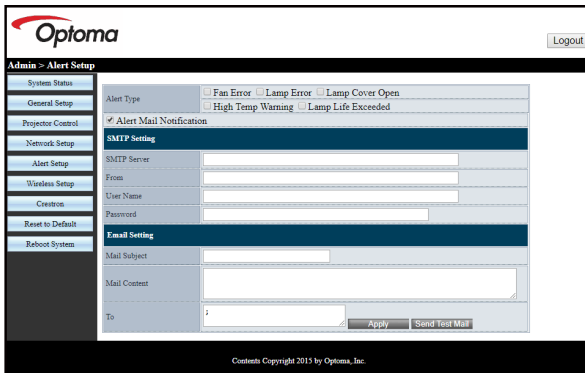 Optoma
Logout
Admin > Alert Setup
System Status
General Setup
Projector Control
Network Setup
Alert Setup
Wireless Setup
Crestron
Reset to Default
Reboot System
Alert Type
Fan Error Lamp Error Lamp Cover Open
High Temp Warning Lamp Life Exceeded
Alert Mail Notification
SMTP Setting
SMTP Server
From
User Name
Password
Email Setting
Mail Subject
Mail Content
To
;
Apply Send Test Mail
Contents Copyright 2015 by Optoma, Inc.